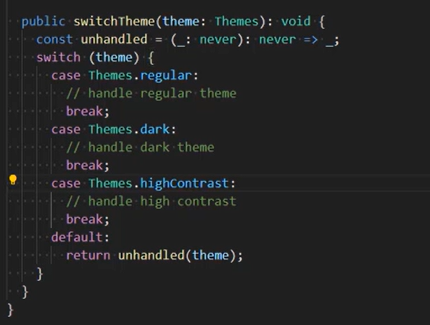 public switchTheme(theme: Themes): void {
const unhandled = (_: never): never => _;
switch (theme) {
case Themes.regular:
// handle regular theme
break;
case Themes.dark:
// handle dark theme
break;
case Themes.highContrast:
// handle high contrast
break;
default:
return unhandled(theme);
}
}
}